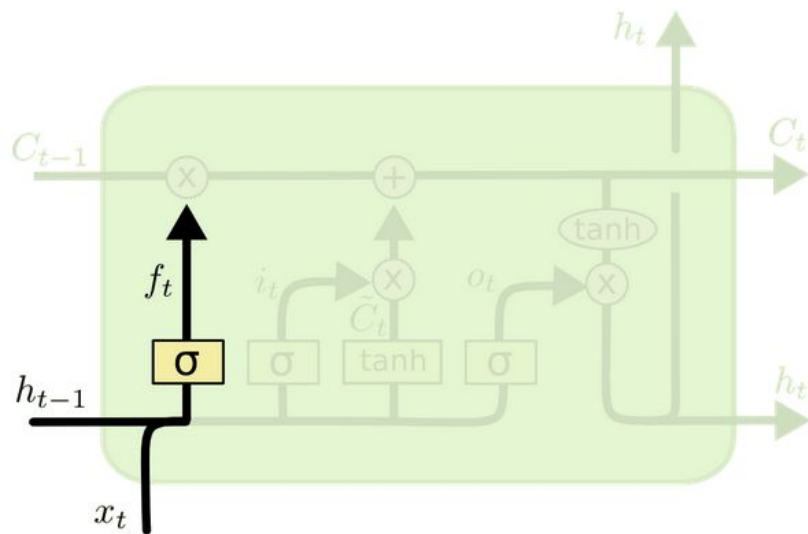 h_t
C_{t-1} × + C_t
tanh
f_t i_t × o_t ×
C̃_t
σ σ tanh σ
h_{t-1} h_t
x_t